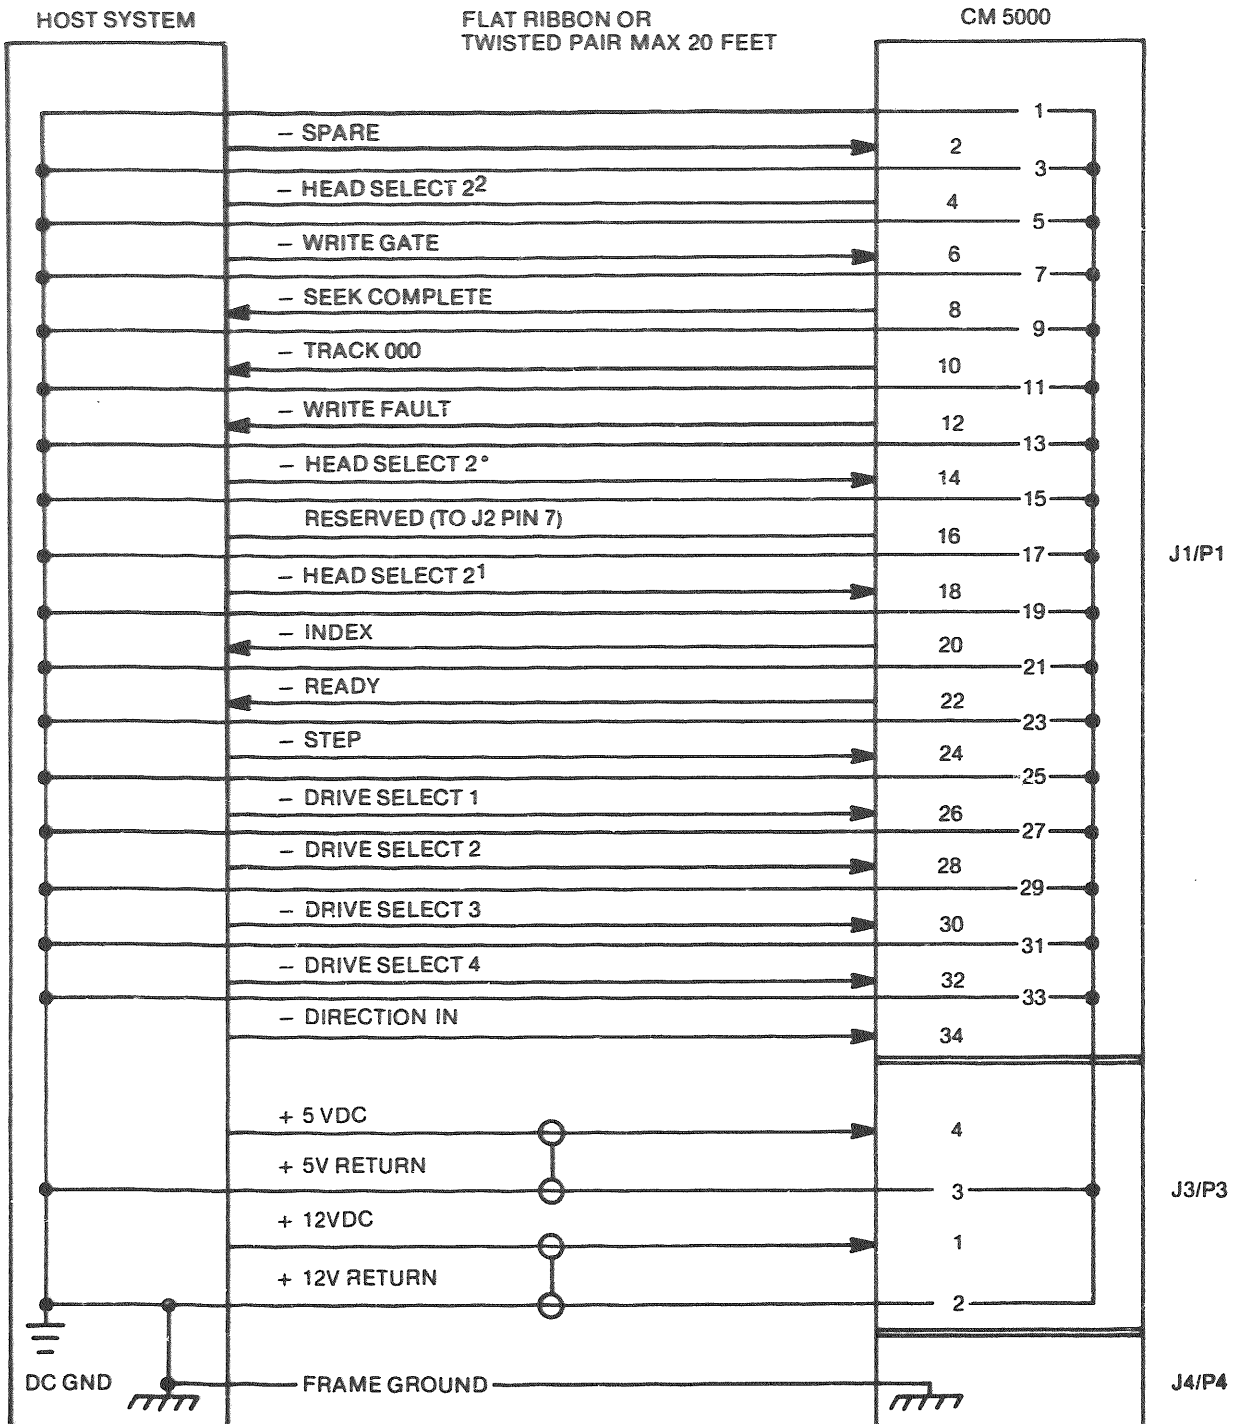 HOST SYSTEM
FLAT RIBBON OR
TWISTED PAIR MAX 20 FEET
CM 5000
1
– SPARE
2
3
– HEAD SELECT 2²
4
5
– WRITE GATE
6
7
– SEEK COMPLETE
8
9
– TRACK 000
10
11
– WRITE FAULT
12
13
– HEAD SELECT 2°
14
15
RESERVED (TO J2 PIN 7)
16
17
J1/P1
– HEAD SELECT 2¹
18
19
– INDEX
20
21
– READY
22
23
– STEP
24
25
– DRIVE SELECT 1
26
27
– DRIVE SELECT 2
28
29
– DRIVE SELECT 3
30
31
– DRIVE SELECT 4
32
33
– DIRECTION IN
34
+ 5 VDC
4
+ 5V RETURN
3
J3/P3
+ 12VDC
1
+ 12V RETURN
2
DC GND
FRAME GROUND
J4/P4